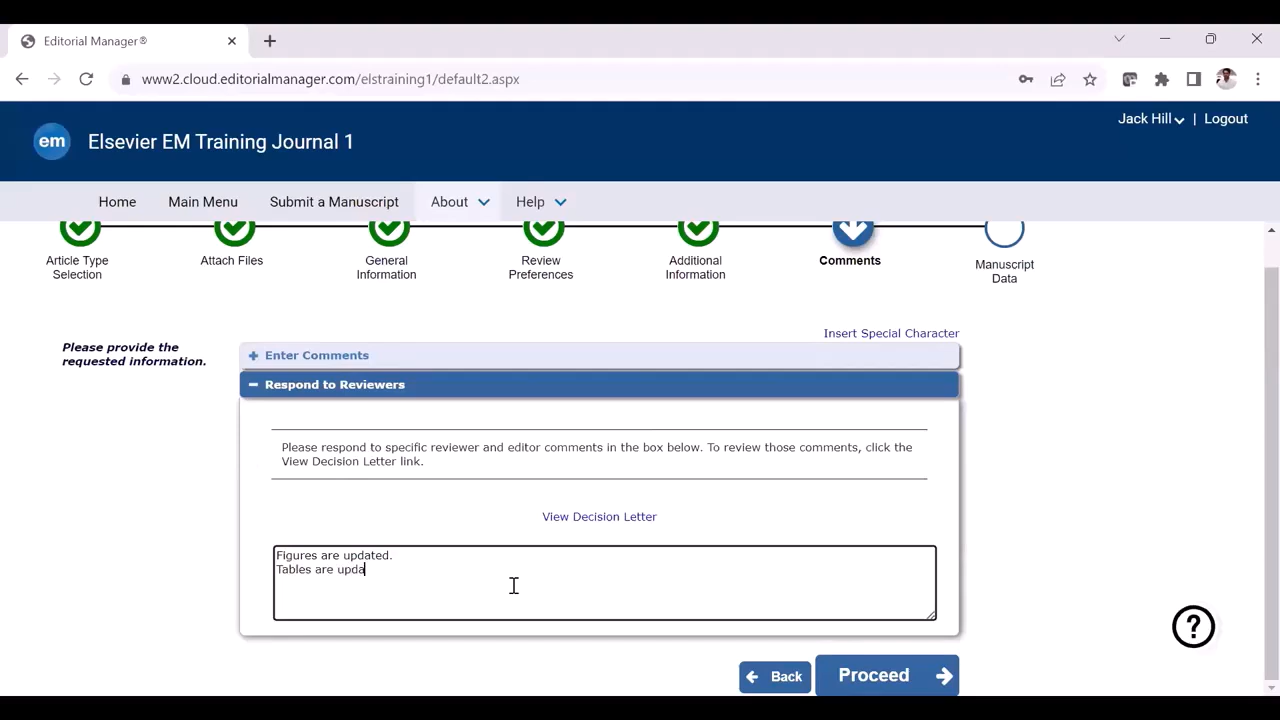 Editorial Manager®
www2.cloud.editorialmanager.com/elstraining1/default2.aspx
Jack Hill | Logout
em Elsevier EM Training Journal 1
Home Main Menu Submit a Manuscript About Help
Article Type
Selection
Attach Files
General
Information
Review
Preferences
Additional
Information
Comments
Manuscript
Data
Please provide the
requested information.
Insert Special Character
+ Enter Comments
− Respond to Reviewers
Please respond to specific reviewer and editor comments in the box below. To review those comments, click the
View Decision Letter link.
View Decision Letter
Figures are updated.
Tables are upda
?
Back Proceed